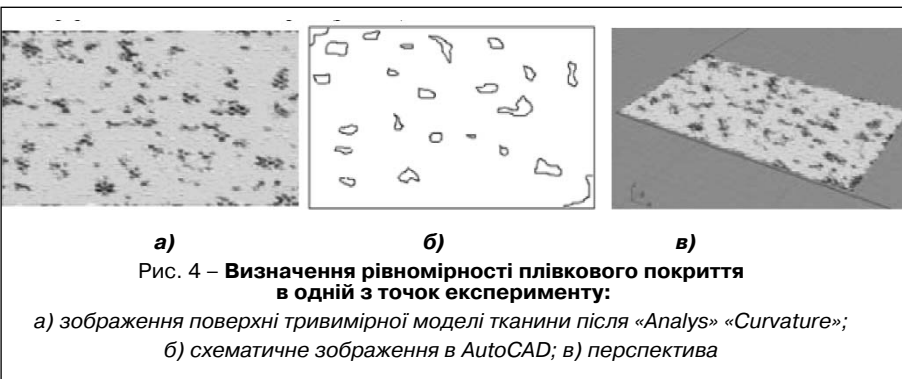 а)
б)
в)
Рис. 4 – Визначення рівномірності плівкового покриття
в одній з точок експерименту:
а) зображення поверхні тривимірної моделі тканини після «Analys» «Curvature»;
б) схематичне зображення в AutoCAD; в) перспектива